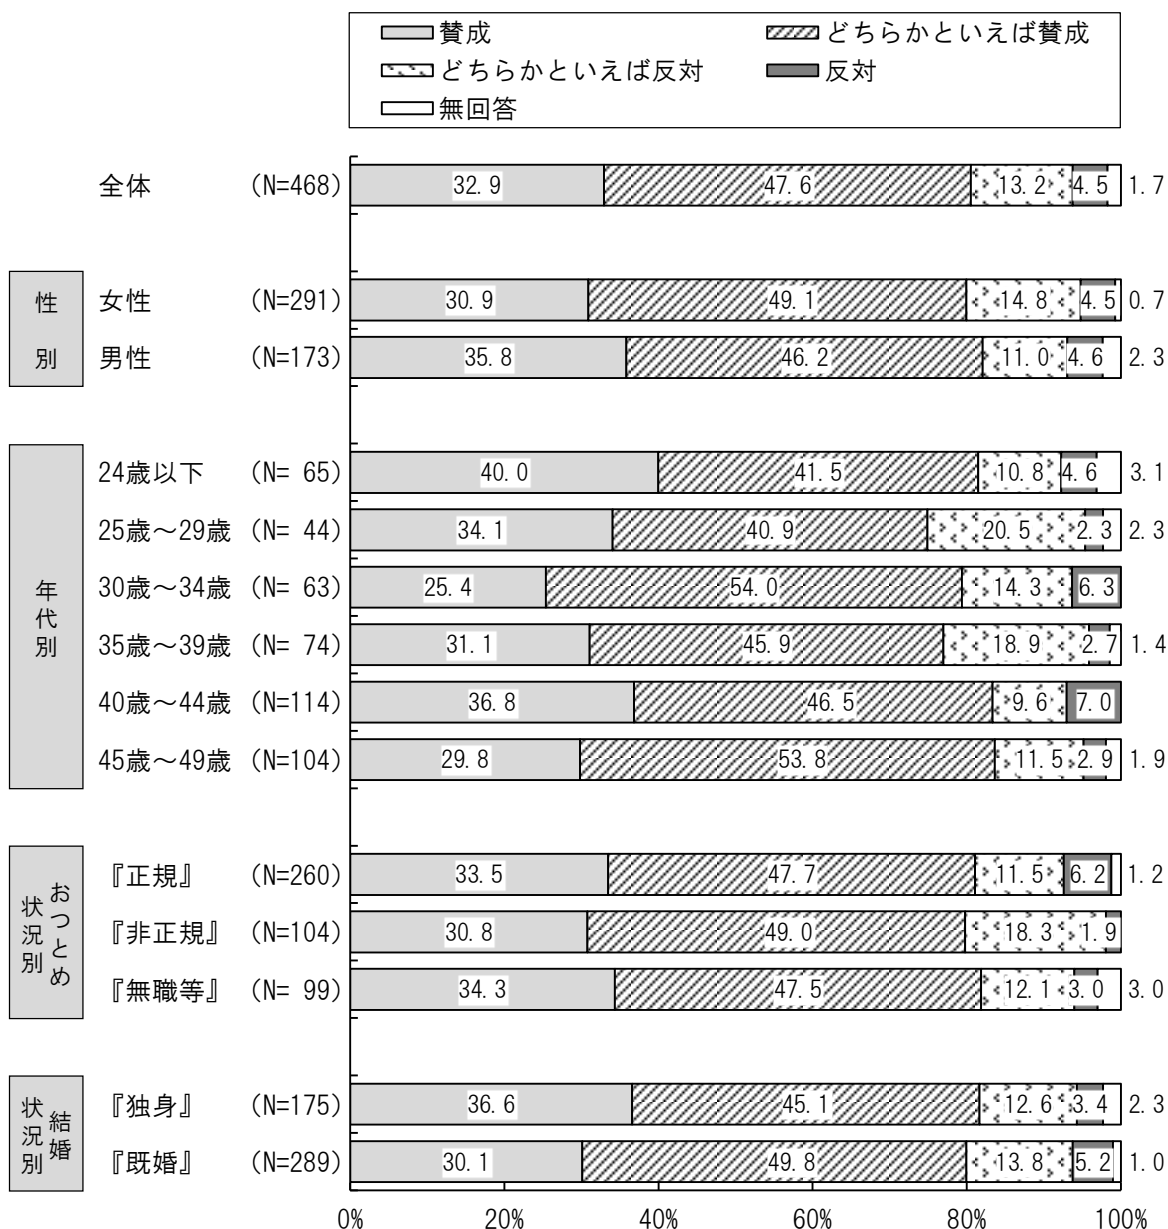 賛成 どちらかといえば賛成
どちらかといえば反対 反対
無回答
全体 (N=468) 32.9 47.6 13.2 4.5 1.7
性別
女性 (N=291) 30.9 49.1 14.8 4.5 0.7
男性 (N=173) 35.8 46.2 11.0 4.6 2.3
年代別
24歳以下 (N= 65) 40.0 41.5 10.8 4.6 3.1
25歳～29歳 (N= 44) 34.1 40.9 20.5 2.3 2.3
30歳～34歳 (N= 63) 25.4 54.0 14.3 6.3
35歳～39歳 (N= 74) 31.1 45.9 18.9 2.7 1.4
40歳～44歳 (N=114) 36.8 46.5 9.6 7.0
45歳～49歳 (N=104) 29.8 53.8 11.5 2.9 1.9
おつとめ
状況別
『正規』 (N=260) 33.5 47.7 11.5 6.2 1.2
『非正規』 (N=104) 30.8 49.0 18.3 1.9
『無職等』 (N= 99) 34.3 47.5 12.1 3.0 3.0
結婚
状況別
『独身』 (N=175) 36.6 45.1 12.6 3.4 2.3
『既婚』 (N=289) 30.1 49.8 13.8 5.2 1.0
0% 20% 40% 60% 80% 100%